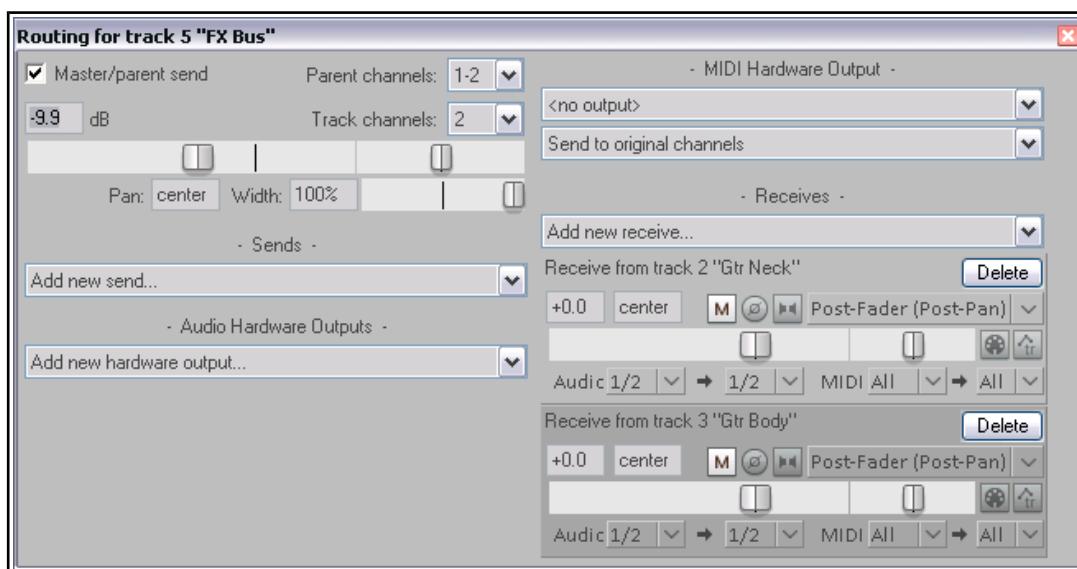 Routing for track 5 "FX Bus"
Master/parent send Parent channels: 1-2
-9.9 dB Track channels: 2
Pan: center Width: 100%
- Sends -
Add new send...
- Audio Hardware Outputs -
Add new hardware output...
- MIDI Hardware Output -
<no output>
Send to original channels
- Receives -
Add new receive...
Receive from track 2 "Gtr Neck" Delete
+0.0 center M Post-Fader (Post-Pan)
tr
Audio 1/2 1/2 MIDI All All
Receive from track 3 "Gtr Body" Delete
+0.0 center M Post-Fader (Post-Pan)
tr
Audio 1/2 1/2 MIDI All All